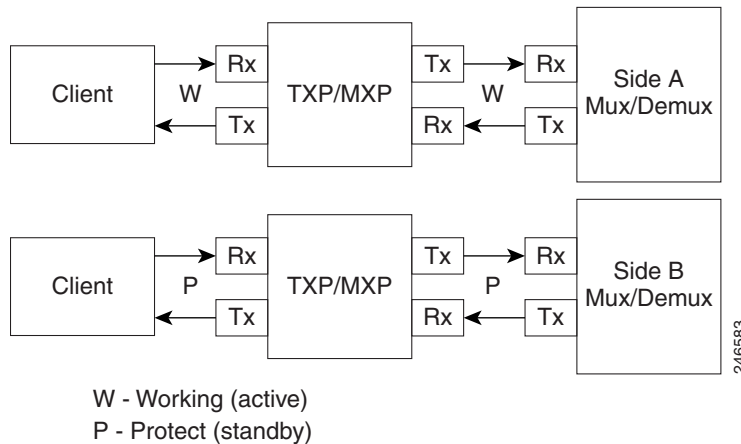 Client
W
Rx
Tx
TXP/MXP
Tx
Rx
W
Rx
Tx
Side A
Mux/Demux
Client
P
Rx
Tx
TXP/MXP
Tx
Rx
P
Rx
Tx
Side B
Mux/Demux
W - Working (active)
P - Protect (standby)
246583